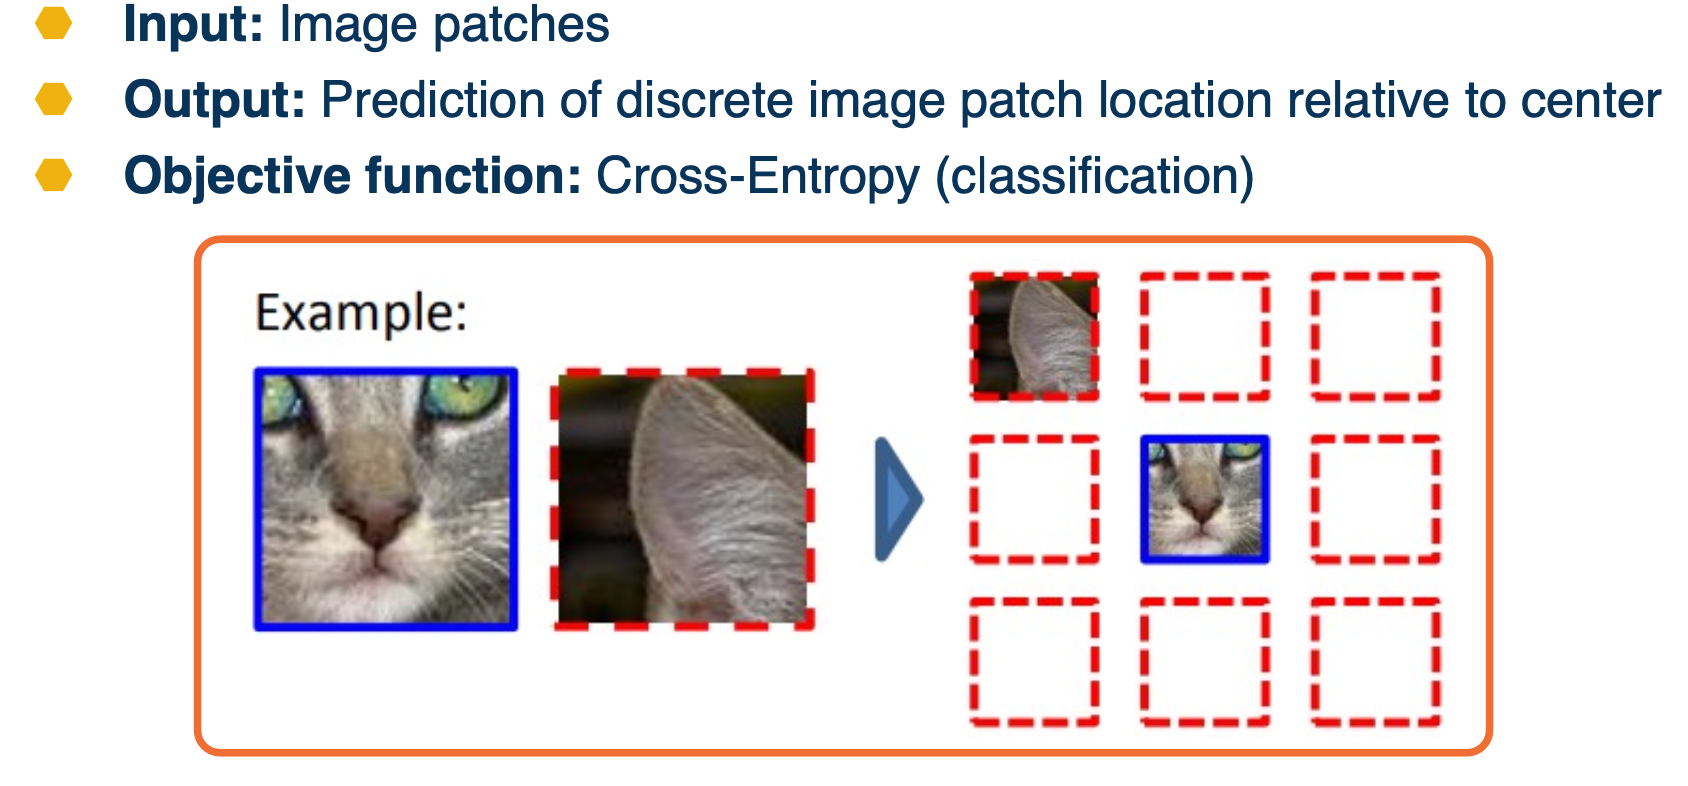 Input: Image patches
Output: Prediction of discrete image patch location relative to center
Objective function: Cross-Entropy (classification)
Example: